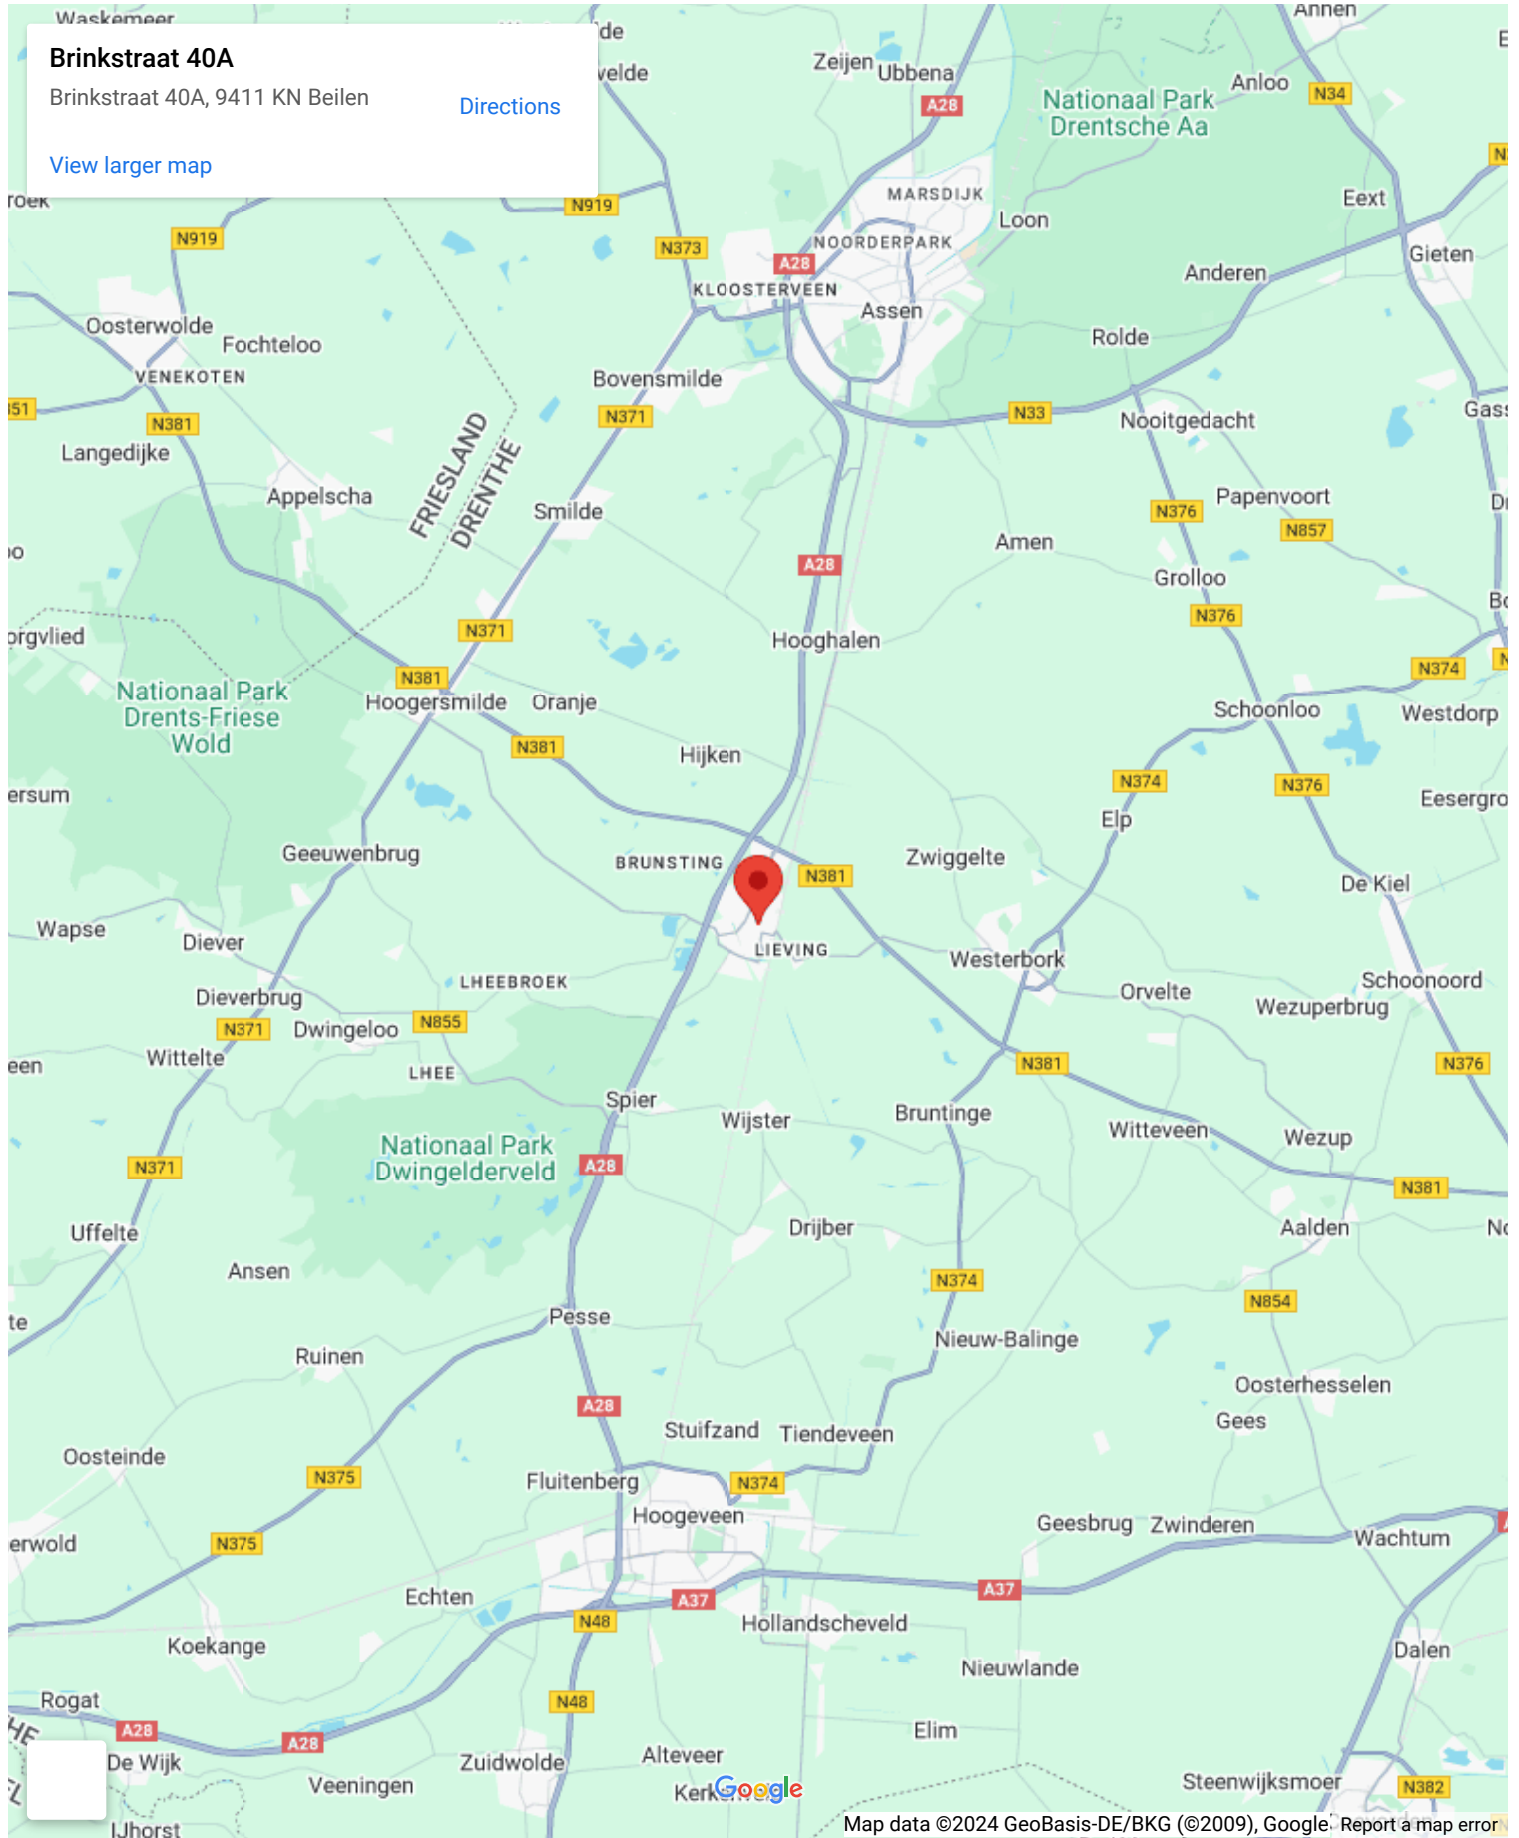 Waskemeer
Brinkstraat 40A
Brinkstraat 40A, 9411 KN Beilen
Directions
View larger map
Annen
Zeijen
Ubbena
Anloo
N34
A28
Nationaal Park
Drentsche Aa
Eext
MARSDIJK
Loon
N919
N919
N373
NOORDERPARK
Gieten
A28
Anderen
KLOOSTERVEEN
Assen
Oosterwolde
Fochteloo
Rolde
VENEKOTEN
Bovensmilde
N371
N33
Nooitgedacht
N381
Langedijke
FRIESLAND
DRENTHE
Appelscha
Smilde
N376
Papenvoort
N857
Amen
A28
Grolloo
N376
N371
Hooghalen
N374
N381
Nationaal Park
Drents-Friese
Wold
Hoogersmilde
Oranje
Schoonloo
Westdorp
N381
Hijken
N374
N376
Elp
Geeuwenbrug
BRUNSTING
Zwiggelte
N381
De Kiel
Wapse
Diever
LIEVING
Westerbork
LHEEBROEK
Schoonoord
Dieverbrug
Orvelte
Wezuperbrug
N371
Dwingeloo
N855
Wittelte
LHEE
N381
N376
Spier
Wijster
Bruntinge
Witteveen
Wezup
Nationaal Park
Dwingelderveld
A28
N371
N381
Uffelte
Drijber
Aalden
Ansen
N374
N854
Pesse
Nieuw-Balinge
Ruinen
Oosterhesselen
A28
Gees
Stuifzand
Tiendeveen
Oosteinde
N375
Fluitenberg
N374
Hoogeveen
Geesbrug
Zwinderen
Wachtum
N375
Echten
A37
A37
N48
Hollandscheveld
Koekange
Dalen
Nieuwlande
Rogat
N48
A28
A28
Elim
De Wijk
Zuidwolde
Alteveer
Veeningen
Google
Steenwijksmoer
N382
IJhorst
Map data ©2024 GeoBasis-DE/BKG (©2009), Google
Report a map error